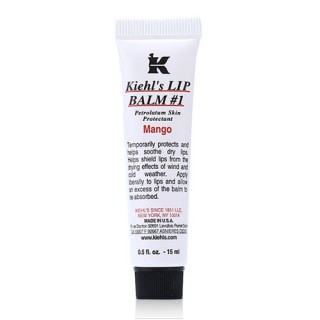 K
Kiehl's LIP
BALM #1
Petrolatum Skin
Protectant
Mango
Temporarily protects and
helps soothe dry lips.
Helps shield lips from the
drying effects of wind and
cold weather. Apply
liberally to lips and allow
an excess of the balm to
be absorbed.
KIEHL'S SINCE 1851 LLC,
NEW YORK, NY 10014
MADE IN U.S.A.
www.kiehls.com
0.5 fl. oz. - 15 ml